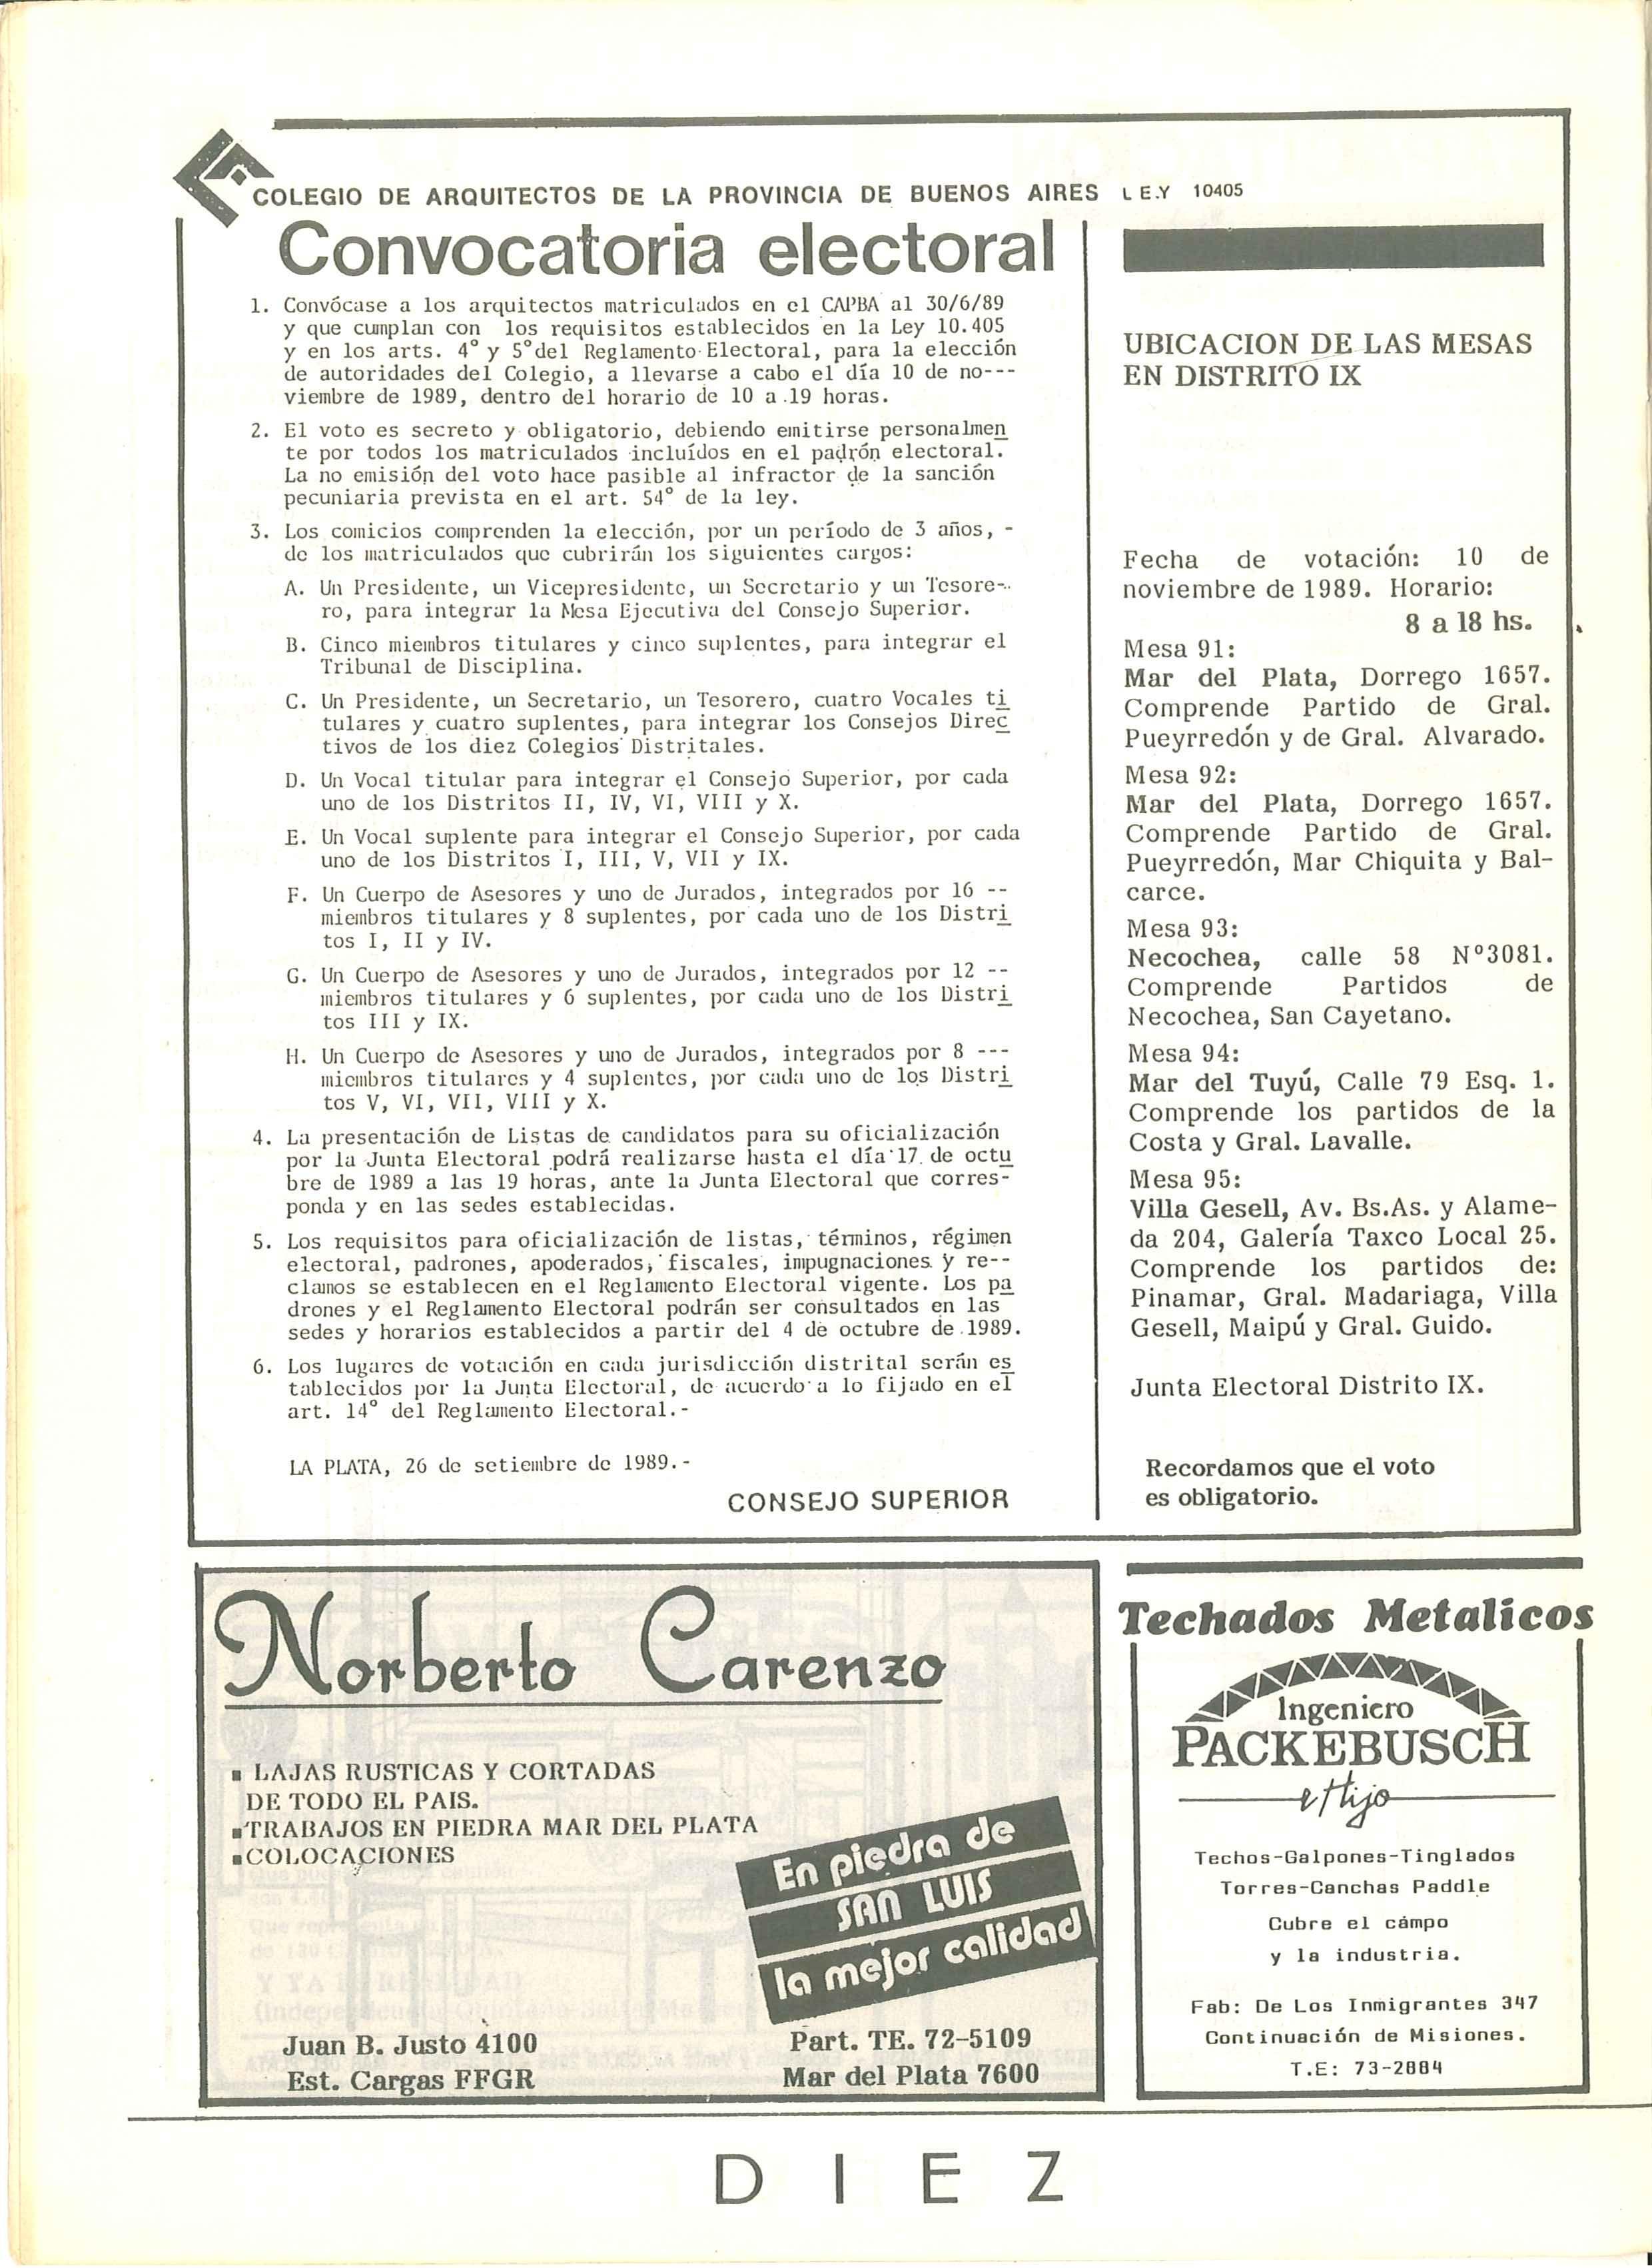 COLEGIO DE ARQUITECTOS DE LA PROVINCIA DE BUENOS AIRES LE.Y 10405
Convocatoria electoral
1. Convócase a los arquitectos matriculados en el CAPBA al 30/6/89
y que cumplan con los requisitos establecidos en la Ley 10.405
y en los arts. 4° y 5°del Reglamento Electoral, para la elección
de autoridades del Colegio, a llevarse a cabo el día 10 de no---
viembre de 1989, dentro del horario de 10 a 19 horas.
2. El voto es secreto y obligatorio, debiendo emitirse personalmen
te por todos los matriculados incluídos en el padrón electoral.
La no emisión del voto hace pasible al infractor de la sanción
pecuniaria prevista en el art. 54° de la ley.
3. Los comicios comprenden la elección, por un período de 3 años, -
de los matriculados que cubrirán los siguientes cargos:
A. Un Presidente, un Vicepresidente, un Secretario y un Tesore-
ro, para integrar la Mesa Ejecutiva del Consejo Superior.
B. Cinco miembros titulares y cinco suplentes, para integrar el
Tribunal de Disciplina.
C. Un Presidente, un Secretario, un Tesorero, cuatro Vocales ti
tulares y cuatro suplentes, para integrar los Consejos Direc
tivos de los diez Colegios Distritales.
D. Un Vocal titular para integrar el Consejo Superior, por cada
uno de los Distritos II, IV, VI, VIII y X.
E. Un Vocal suplente para integrar el Consejo Superior, por cada
uno de los Distritos I, III, V, VII y IX.
F. Un Cuerpo de Asesores y uno de Jurados, integrados por 16 --
miembros titulares y 8 suplentes, por cada uno de los Distri
tos I, II y IV.
G. Un Cuerpo de Asesores y uno de Jurados, integrados por 12 --
miembros titulares y 6 suplentes, por cada uno de los Distri
tos III y IX.
H. Un Cuerpo de Asesores y uno de Jurados, integrados por 8 ---
miembros titulares y 4 suplentes, por cada uno de los Distri
tos V, VI, VII, VIII y X.
4. La presentación de Listas de candidatos para su oficialización
por la Junta Electoral podrá realizarse hasta el día 17 de octu
bre de 1989 a las 19 horas, ante la Junta Electoral que corres-
ponda y en las sedes establecidas.
5. Los requisitos para oficialización de listas, términos, régimen
electoral, padrones, apoderados, fiscales, impugnaciones y re--
clamos se establecen en el Reglamento Electoral vigente. Los pa
drones y el Reglamento Electoral podrán ser consultados en las
sedes y horarios establecidos a partir del 4 de octubre de 1989.
6. Los lugares de votación en cada jurisdicción distrital serán es
tablecidos por la Junta Electoral, de acuerdo a lo fijado en el
art. 14° del Reglamento Electoral.-
LA PLATA, 26 de setiembre de 1989.-
CONSEJO SUPERIOR
UBICACION DE LAS MESAS
EN DISTRITO IX
Fecha de votación: 10 de
noviembre de 1989. Horario:
8 a 18 hs.
Mesa 91:
Mar del Plata, Dorrego 1657.
Comprende Partido de Gral.
Pueyrredón y de Gral. Alvarado.
Mesa 92:
Mar del Plata, Dorrego 1657.
Comprende Partido de Gral.
Pueyrredón, Mar Chiquita y Bal-
carce.
Mesa 93:
Necochea, calle 58 Nº3081.
Comprende Partidos de
Necochea, San Cayetano.
Mesa 94:
Mar del Tuyú, Calle 79 Esq. 1.
Comprende los partidos de la
Costa y Gral. Lavalle.
Mesa 95:
Villa Gesell, Av. Bs.As. y Alame-
da 204, Galería Taxco Local 25.
Comprende los partidos de:
Pinamar, Gral. Madariaga, Villa
Gesell, Maipú y Gral. Guido.
Junta Electoral Distrito IX.
Recordamos que el voto
es obligatorio.
Norberto Carenzo
▪ LAJAS RUSTICAS Y CORTADAS
DE TODO EL PAIS.
▪TRABAJOS EN PIEDRA MAR DEL PLATA
▪COLOCACIONES
En piedra de
SAN LUIS
la mejor calidad
Juan B. Justo 4100
Est. Cargas FFGR
Part. TE. 72-5109
Mar del Plata 7600
Techados Metalicos
Ingeniero
PACKEBUSCH
e Hijo
Techos-Galpones-Tinglados
Torres-Canchas Paddle
Cubre el cámpo
y la industria.
Fab: De Los Inmigrantes 347
Continuación de Misiones.
T.E: 73-2884
DIEZ